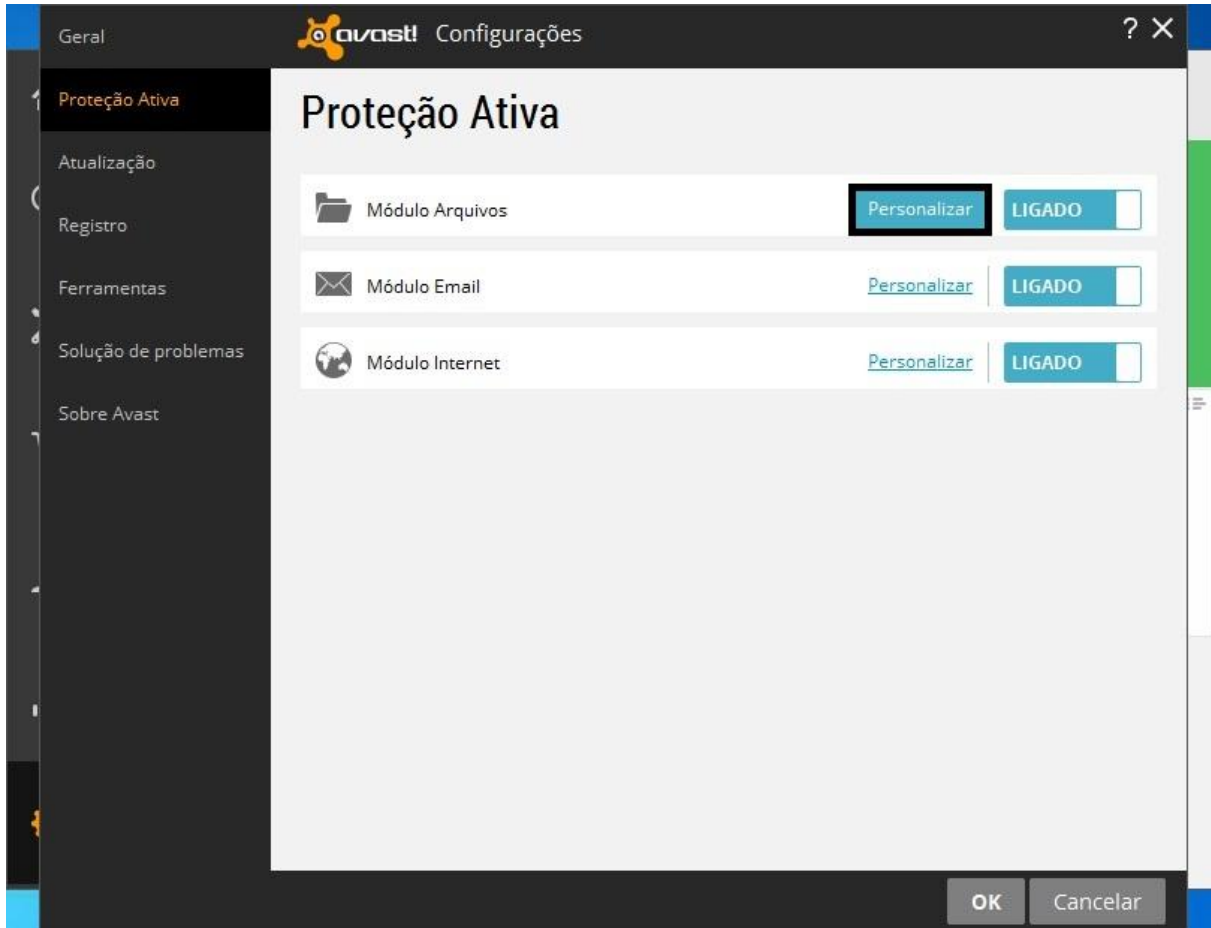 Geral
avast! Configurações
? ×
Proteção Ativa
Atualização
Registro
Ferramentas
Solução de problemas
Sobre Avast
Proteção Ativa
Módulo Arquivos Personalizar LIGADO
Módulo Email Personalizar LIGADO
Módulo Internet Personalizar LIGADO
OK Cancelar